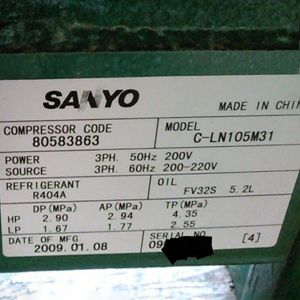 SANYO
MADE IN CHIN
COMPRESSOR CODE
80583863
MODEL
C-LN105M31
POWER 3PH. 50Hz 200V
SOURCE 3PH. 60Hz 200-220V
REFRIGERANT
R404A
OIL
FV32S 5.2L
DP(MPa) AP(MPa) TP(MPa)
HP 2.90 2.94 4.35
LP 1.67 1.77 2.55
DATE OF MFG
2009.01.08
SERIAL NO
09 [4]